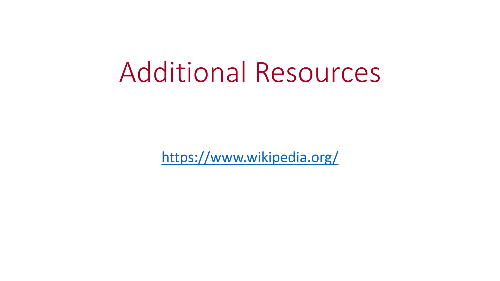 Additional Resources
https://www.wikipedia.org/